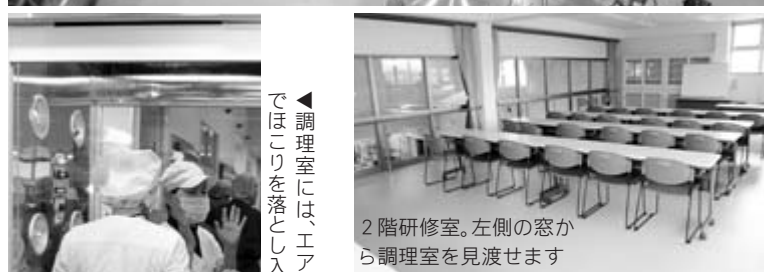 ◀調理室には、エア
でほこりを落とし入
2階研修室。左側の窓か
ら調理室を見渡せます